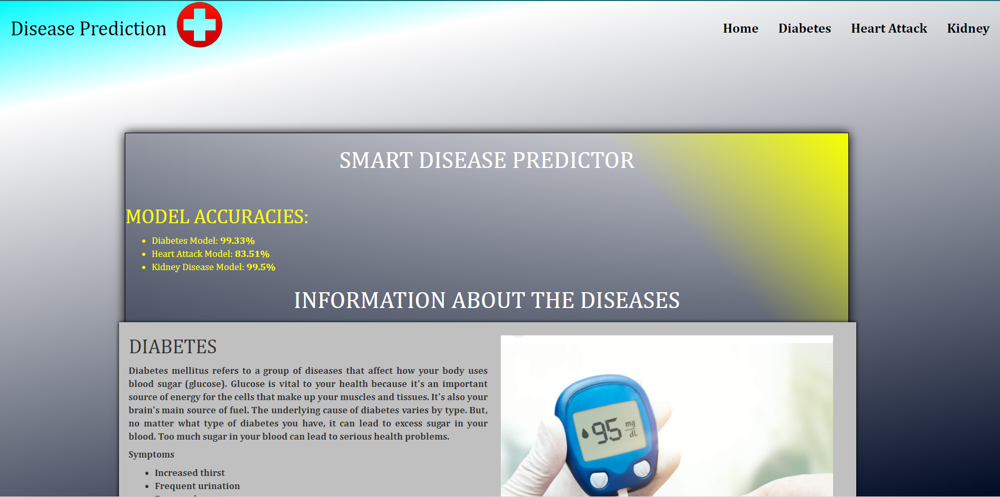 Disease Prediction
Home Diabetes Heart Attack Kidney
SMART DISEASE PREDICTOR
MODEL ACCURACIES:
Diabetes Model: 99.33%
Heart Attack Model: 83.51%
Kidney Disease Model: 99.5%
INFORMATION ABOUT THE DISEASES
DIABETES
Diabetes mellitus refers to a group of diseases that affect how your body uses
blood sugar (glucose). Glucose is vital to your health because it's an important
source of energy for the cells that make up your muscles and tissues. It's also your
brain's main source of fuel. The underlying cause of diabetes varies by type. But,
no matter what type of diabetes you have, it can lead to excess sugar in your
blood. Too much sugar in your blood can lead to serious health problems.
Symptoms
Increased thirst
Frequent urination
95 mg
dL